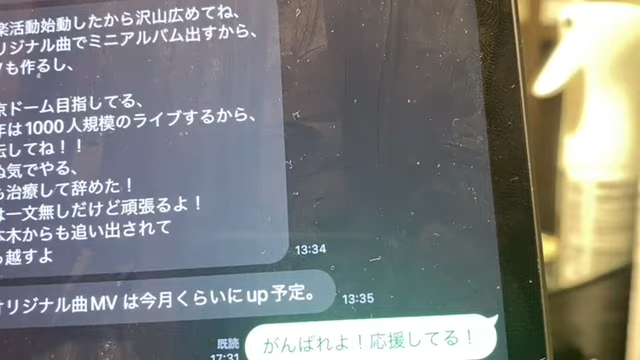 楽活動始動したから沢山広めてね、
リジナル曲でミニアルバム出すから、
も作るし、
京ドーム目指してる、
年は1000人規模のライブするから、
してね！！
気でやる、
治療して辞めた！
は一文無しだけど頑張るよ！
本木からも追い出されて
越すよ
13:34
オリジナル曲MVは今月くらいにup予定。
13:35
既読
17:31
がんばれよ！応援してる！